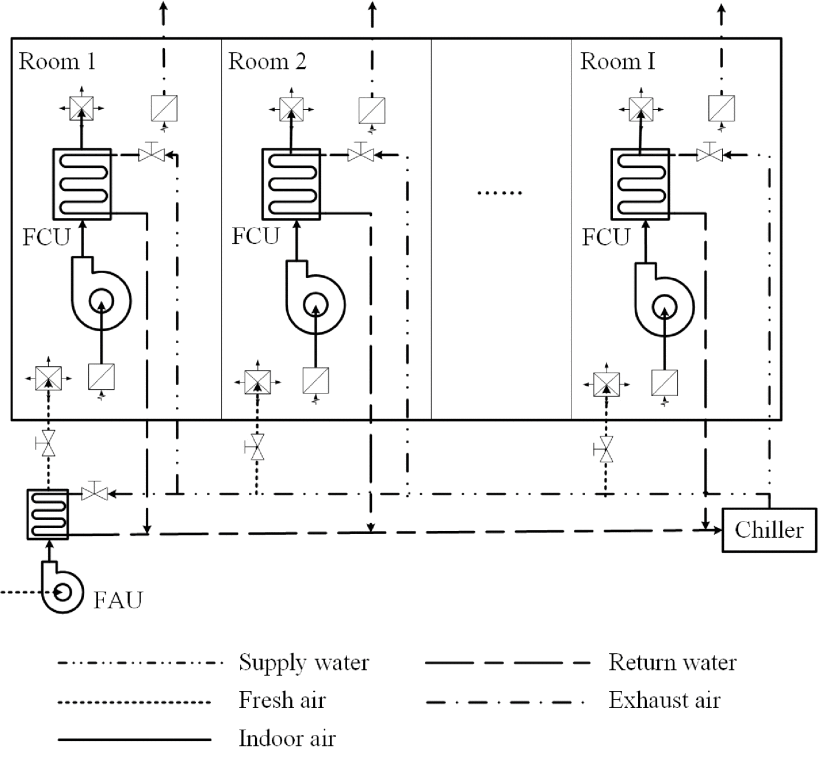 Room 1
Room 2
Room I
FCU
FCU
......
FCU
Chiller
FAU
Supply water
Return water
Fresh air
Exhaust air
Indoor air